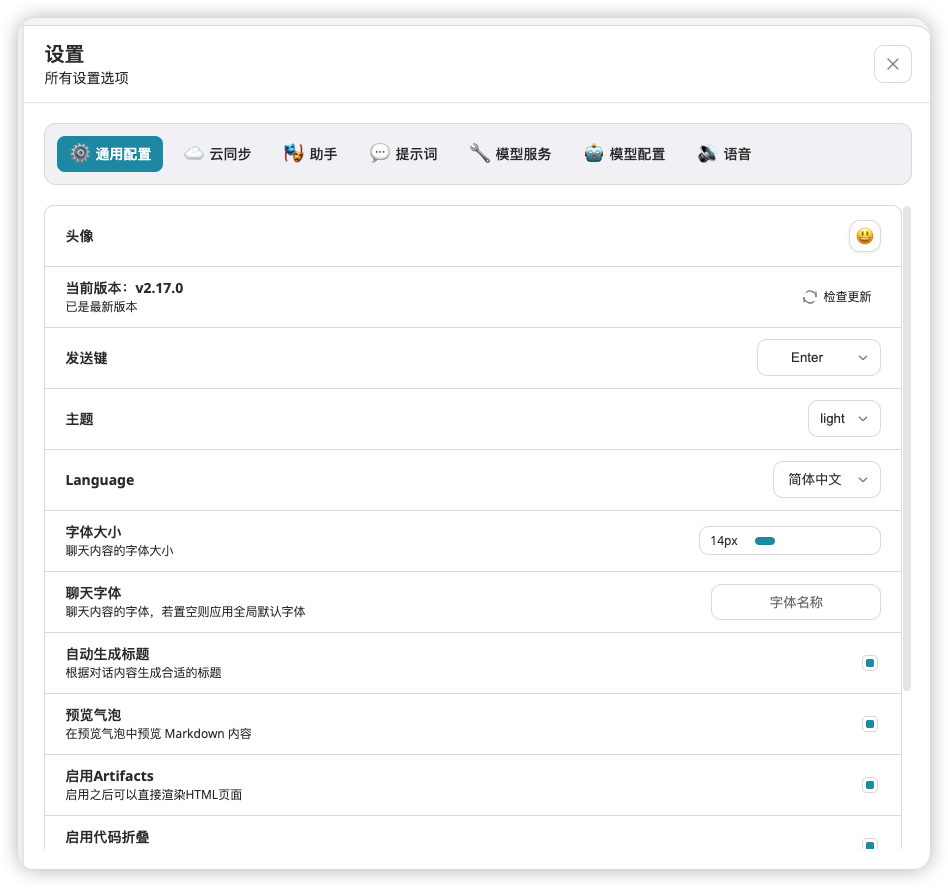 设置
所有设置选项
通用配置
云同步
助手
提示词
模型服务
模型配置
语音
头像
当前版本：v2.17.0
已是最新版本
检查更新
发送键
Enter
主题
light
Language
简体中文
字体大小
聊天内容的字体大小
14px
聊天字体
聊天内容的字体，若置空则应用全局默认字体
字体名称
自动生成标题
根据对话内容生成合适的标题
预览气泡
在预览气泡中预览 Markdown 内容
启用Artifacts
启用之后可以直接渲染HTML页面
启用代码折叠